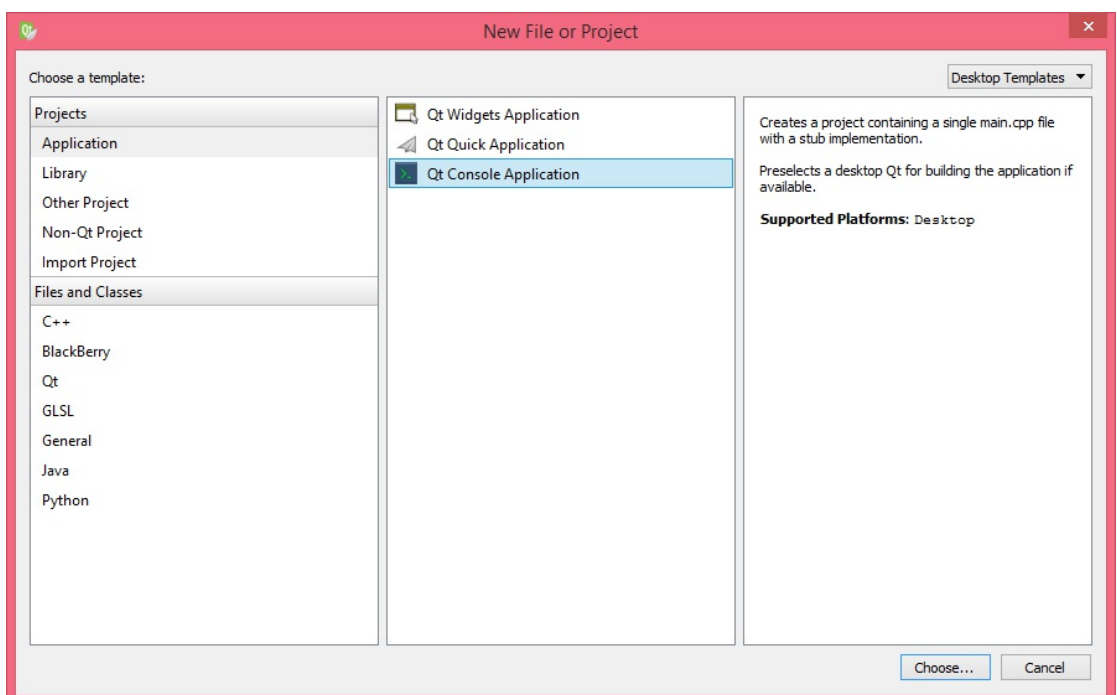 New File or Project
Choose a template:
Desktop Templates
Projects
Application
Library
Other Project
Non-Qt Project
Import Project
Files and Classes
C++
BlackBerry
Qt
GLSL
General
Java
Python
Qt Widgets Application
Qt Quick Application
Qt Console Application
Creates a project containing a single main.cpp file
with a stub implementation.
Preselects a desktop Qt for building the application if
available.
Supported Platforms: Desktop
Choose...
Cancel